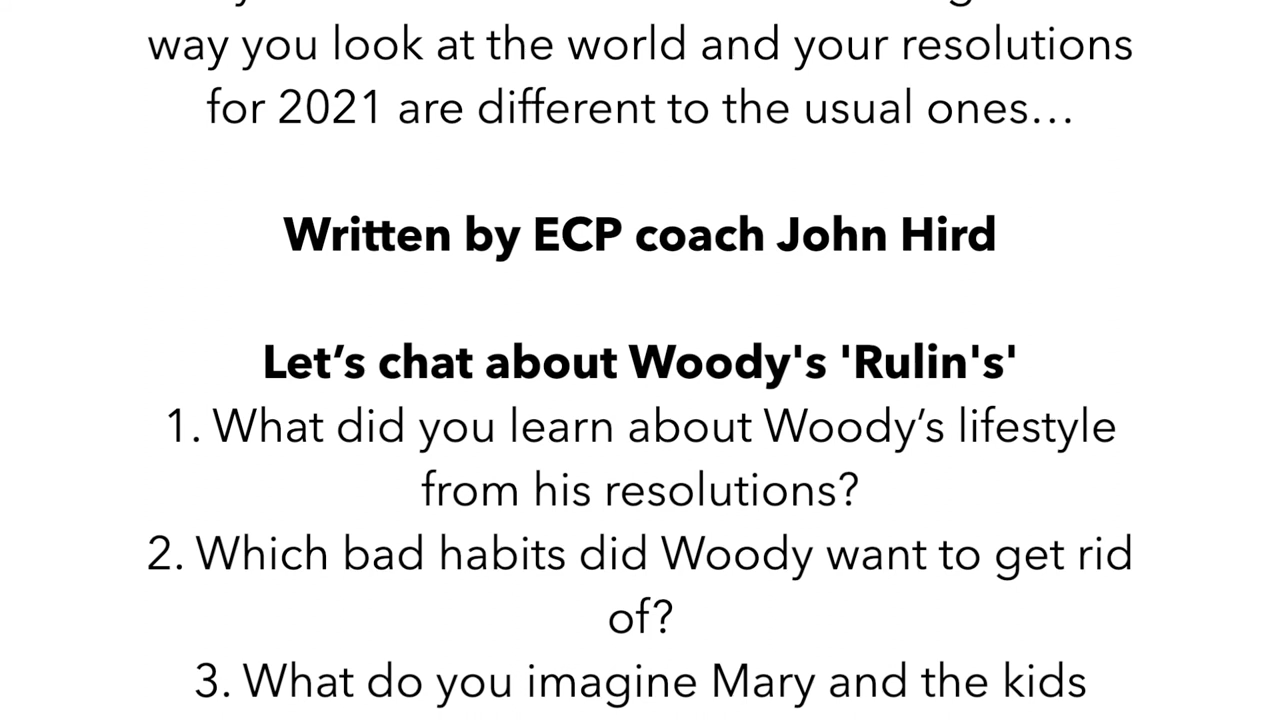 way you look at the world and your resolutions
for 2021 are different to the usual ones…
Written by ECP coach John Hird
Let’s chat about Woody's 'Rulin's'
1. What did you learn about Woody’s lifestyle
from his resolutions?
2. Which bad habits did Woody want to get rid
of?
3. What do you imagine Mary and the kids